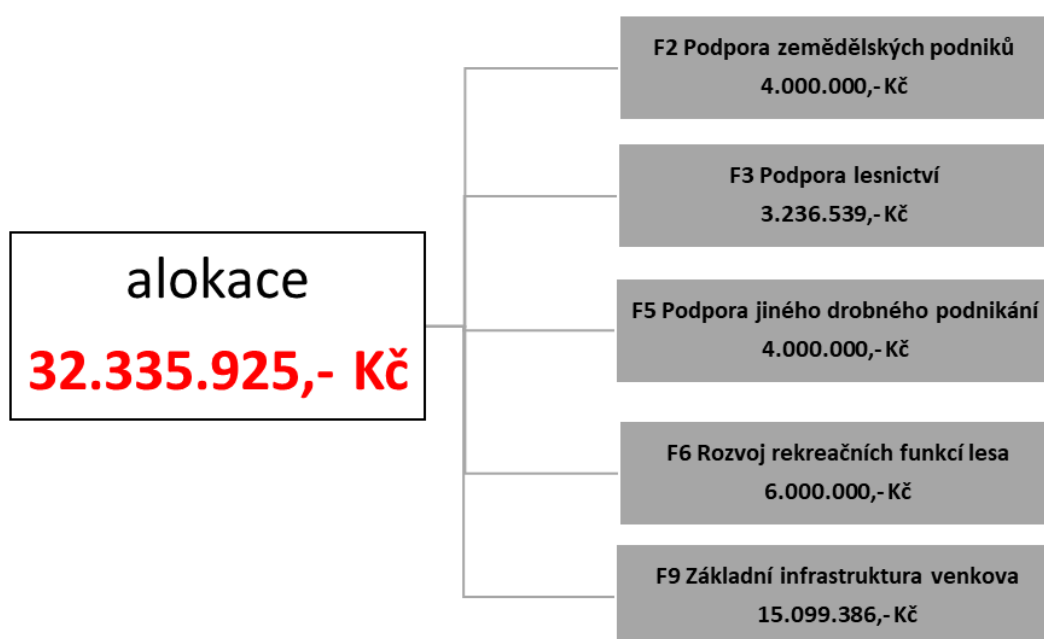 alokace
32.335.925,- Kč
F2 Podpora zemědělských podniků
4.000.000,- Kč
F3 Podpora lesnictví
3.236.539,- Kč
F5 Podpora jiného drobného podnikání
4.000.000,- Kč
F6 Rozvoj rekreačních funkcí lesa
6.000.000,- Kč
F9 Základní infrastruktura venkova
15.099.386,- Kč